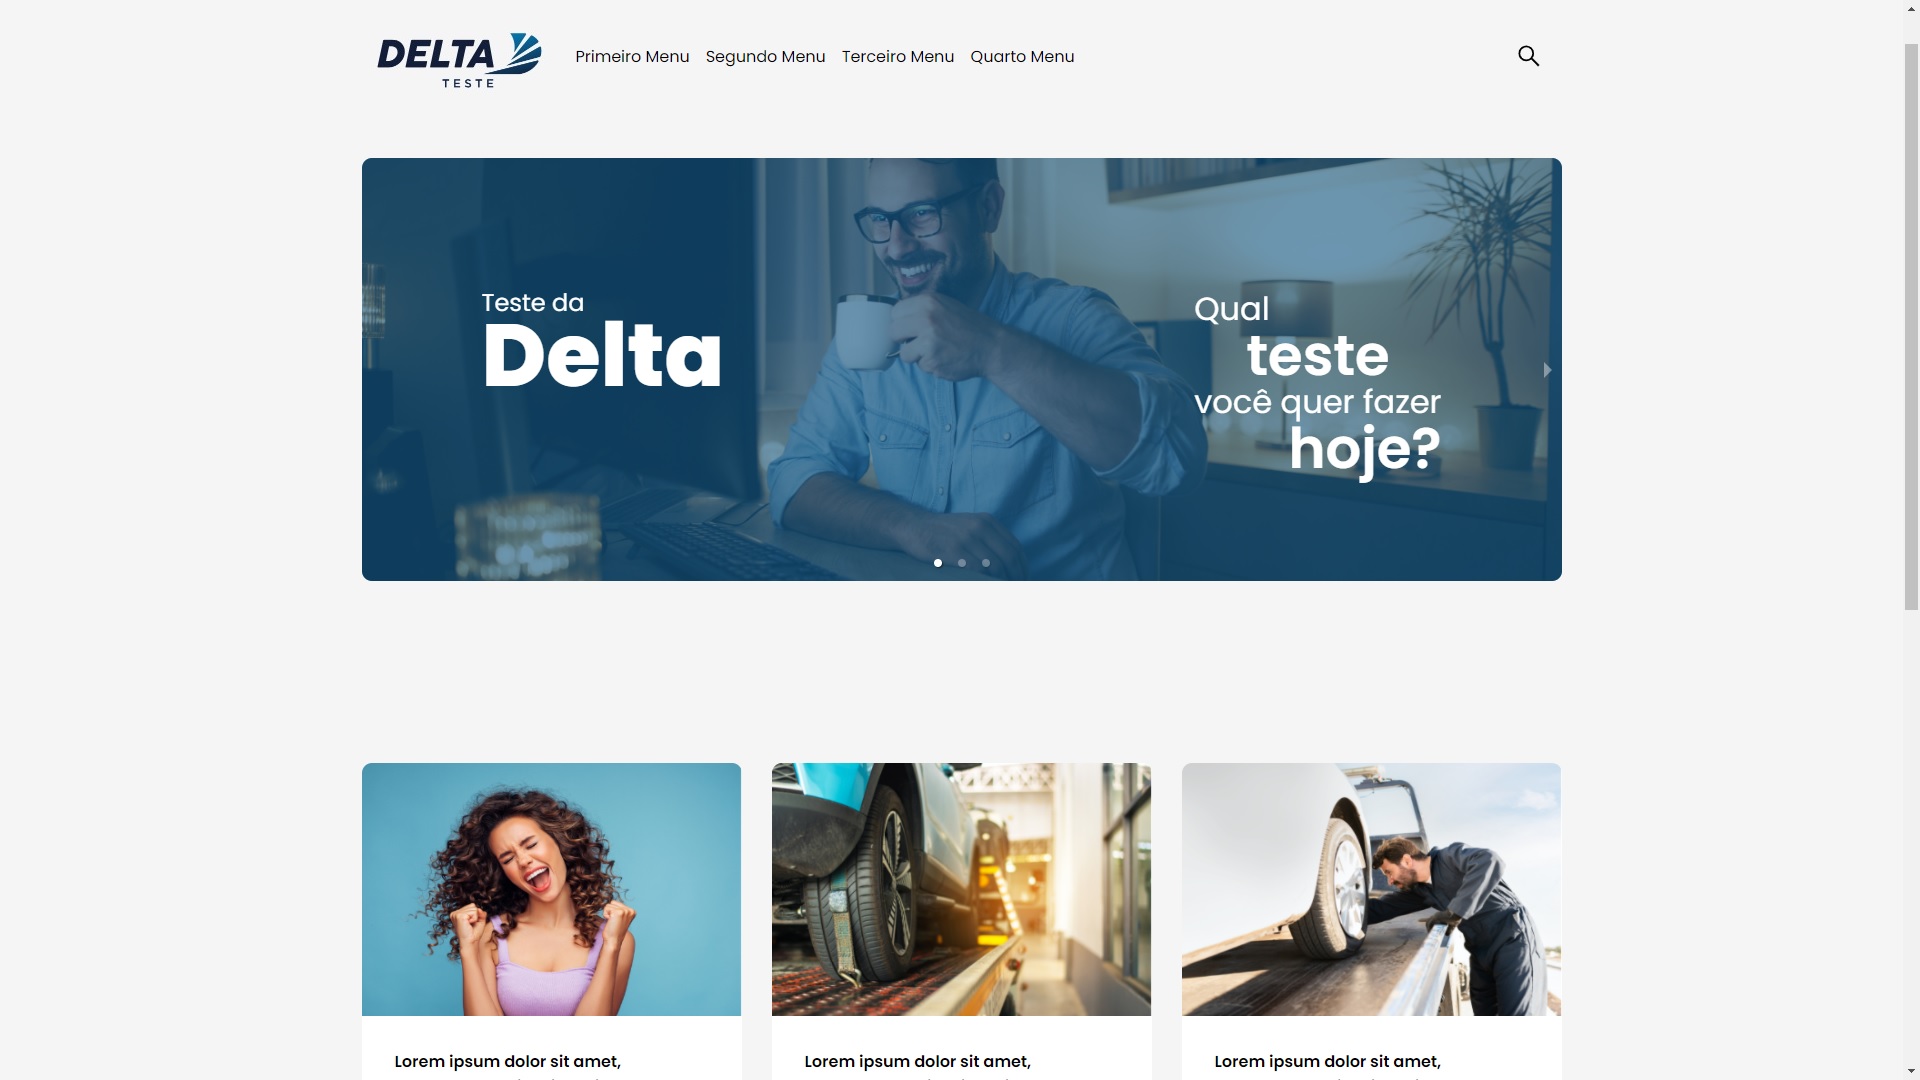 DELTA
TESTE
Primeiro Menu Segundo Menu Terceiro Menu Quarto Menu
Teste da
Delta
Qual
teste
você quer fazer
hoje?
Lorem ipsum dolor sit amet,
Lorem ipsum dolor sit amet,
Lorem ipsum dolor sit amet,